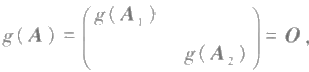 g(A) = \begin{pmatrix} g(A_1) & \\ & g(A_2) \end{pmatrix} = O,